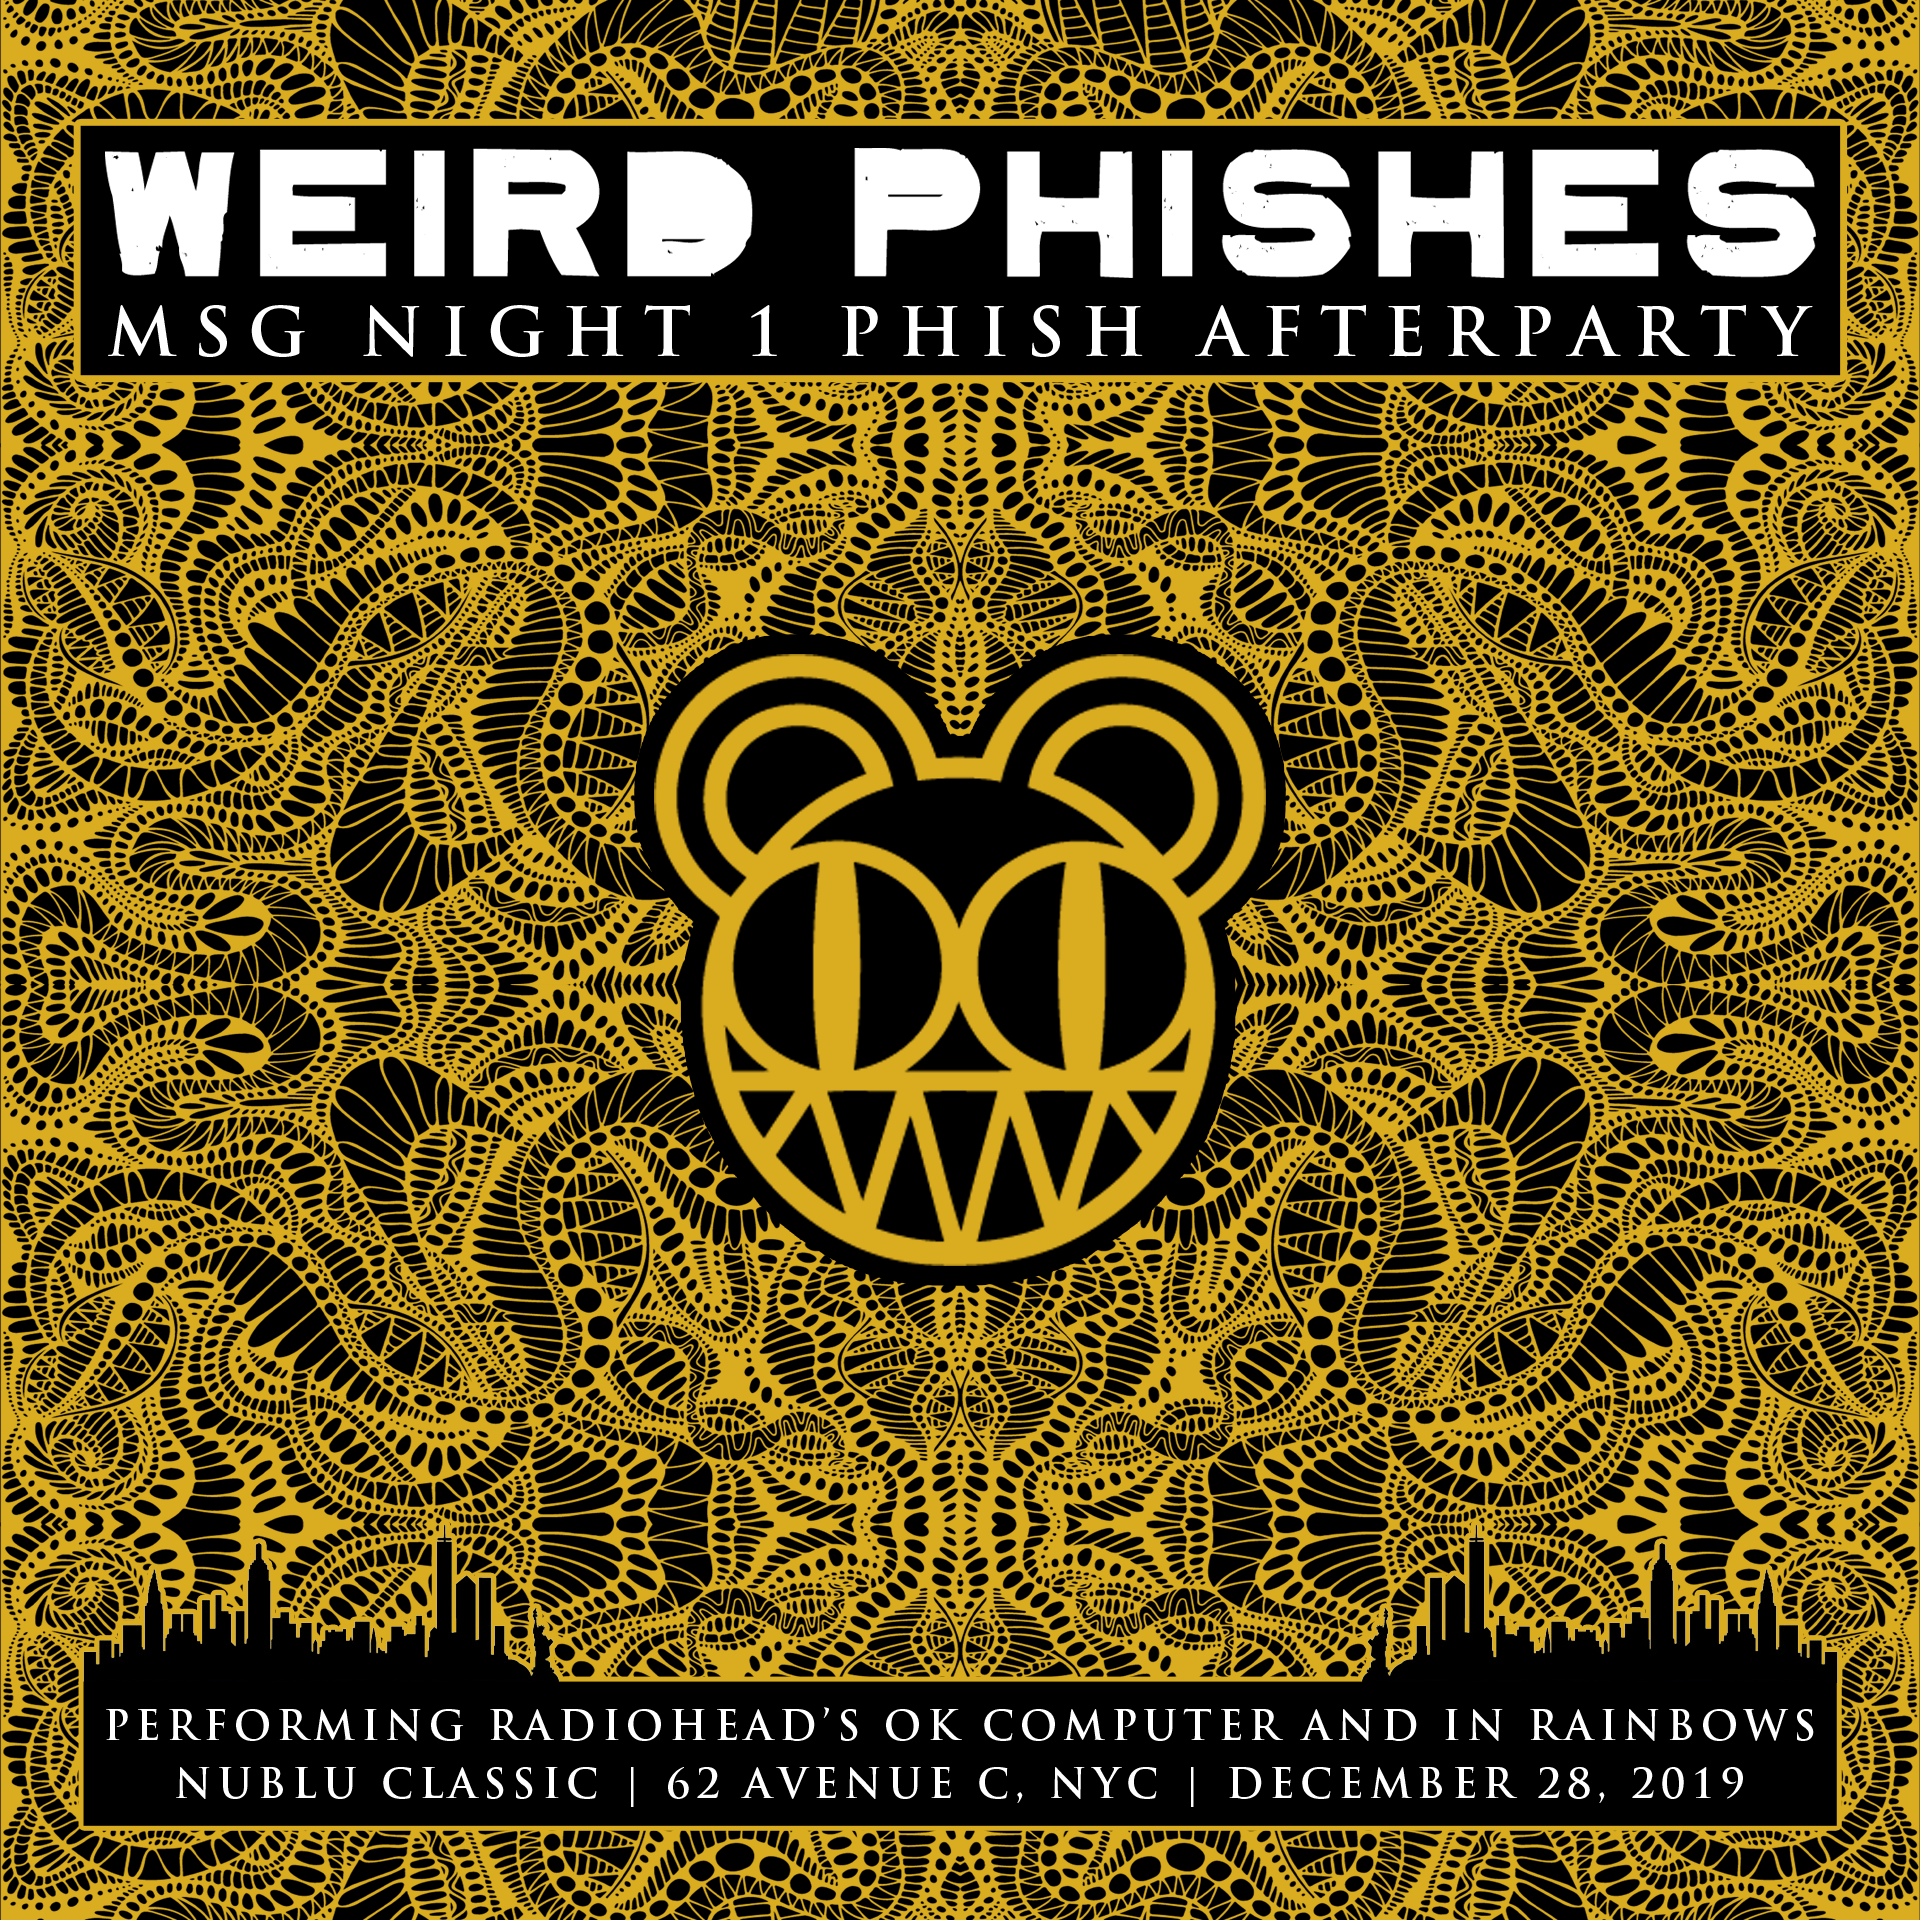 WEIRD PHISHES
MSG NIGHT 1 PHISH AFTERPARTY
PERFORMING RADIOHEAD’S OK COMPUTER AND IN RAINBOWS
NUBLU CLASSIC | 62 AVENUE C, NYC | DECEMBER 28, 2019